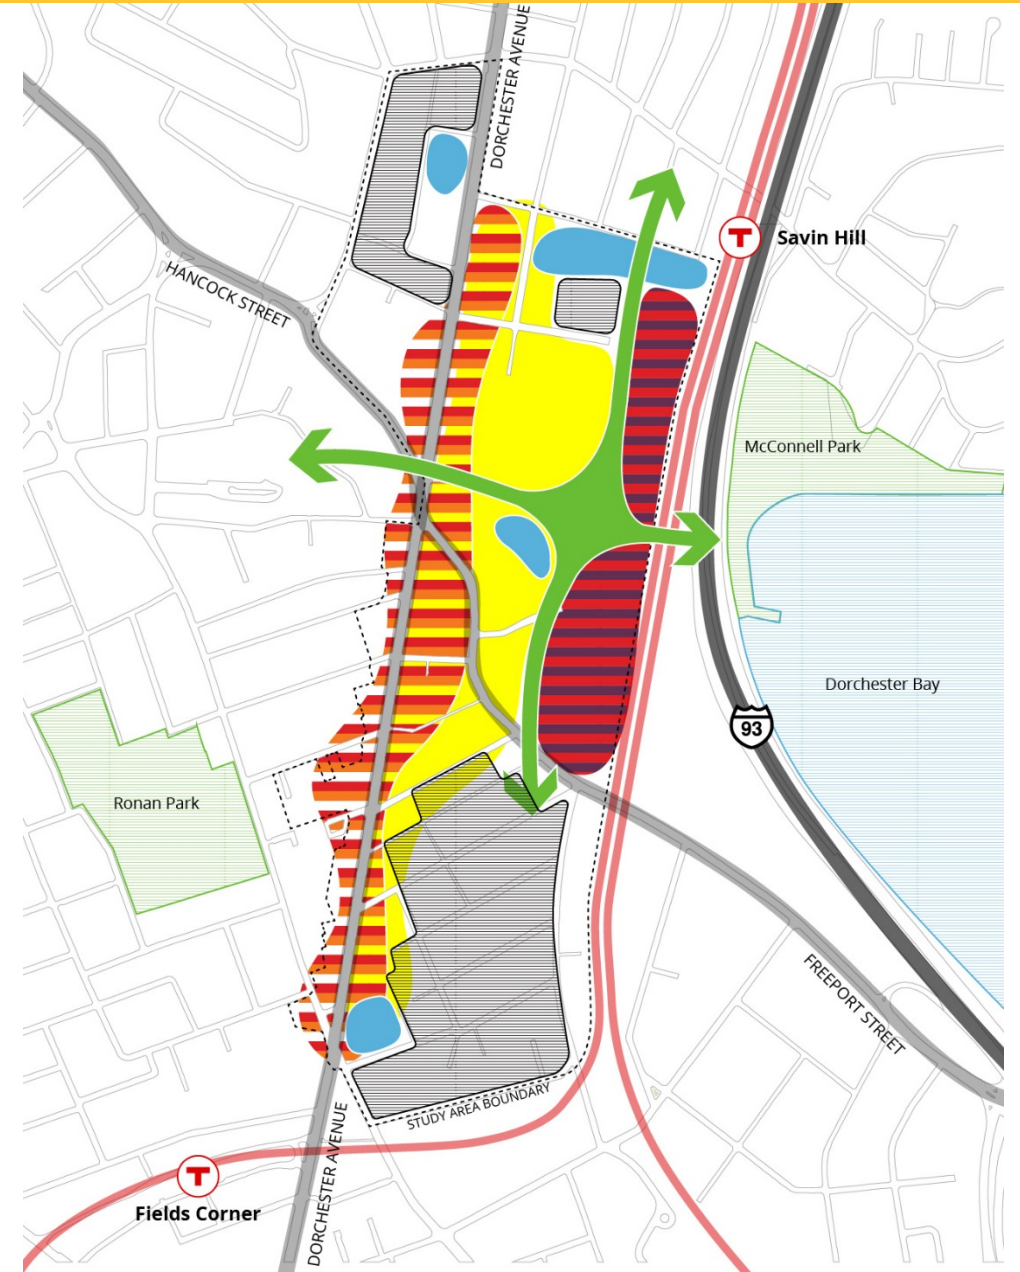 DORCHESTER AVENUE
T
Savin Hill
HANCOCK STREET
McConnell Park
Dorchester Bay
93
Ronan Park
FREEPORT STREET
STUDY AREA BOUNDARY
T
Fields Corner
DORCHESTER AVENUE